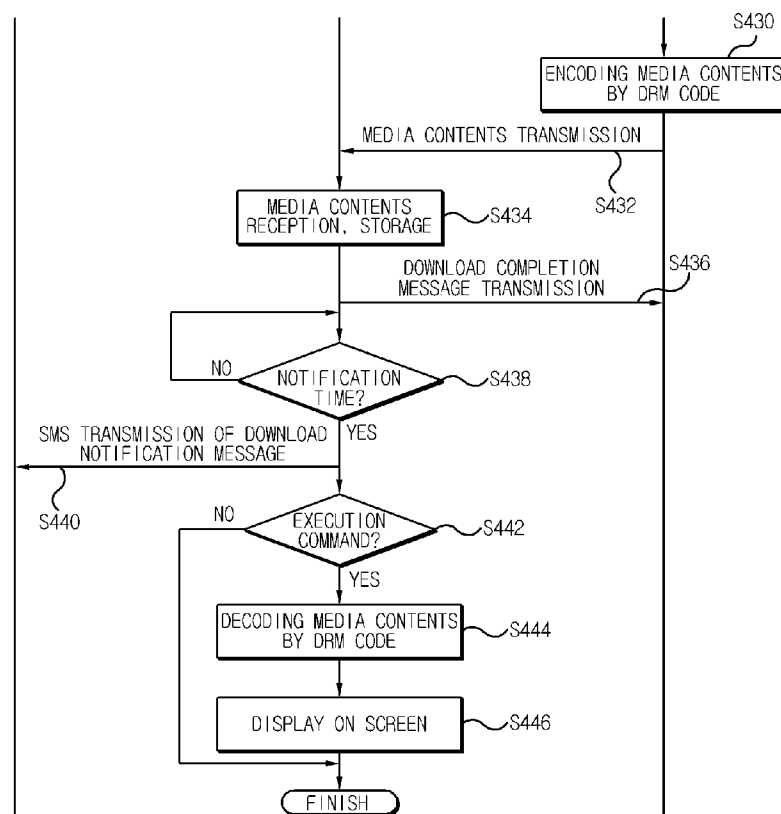 S430
ENCODING MEDIA CONTENTS
BY DRM CODE
MEDIA CONTENTS TRANSMISSION
S432
MEDIA CONTENTS
RECEPTION, STORAGE
S434
DOWNLOAD COMPLETION
MESSAGE TRANSMISSION
S436
NO
NOTIFICATION
TIME?
S438
YES
SMS TRANSMISSION OF DOWNLOAD
NOTIFICATION MESSAGE
S440
NO
EXECUTION
COMMAND?
S442
YES
DECODING MEDIA CONTENTS
BY DRM CODE
S444
DISPLAY ON SCREEN
S446
FINISH